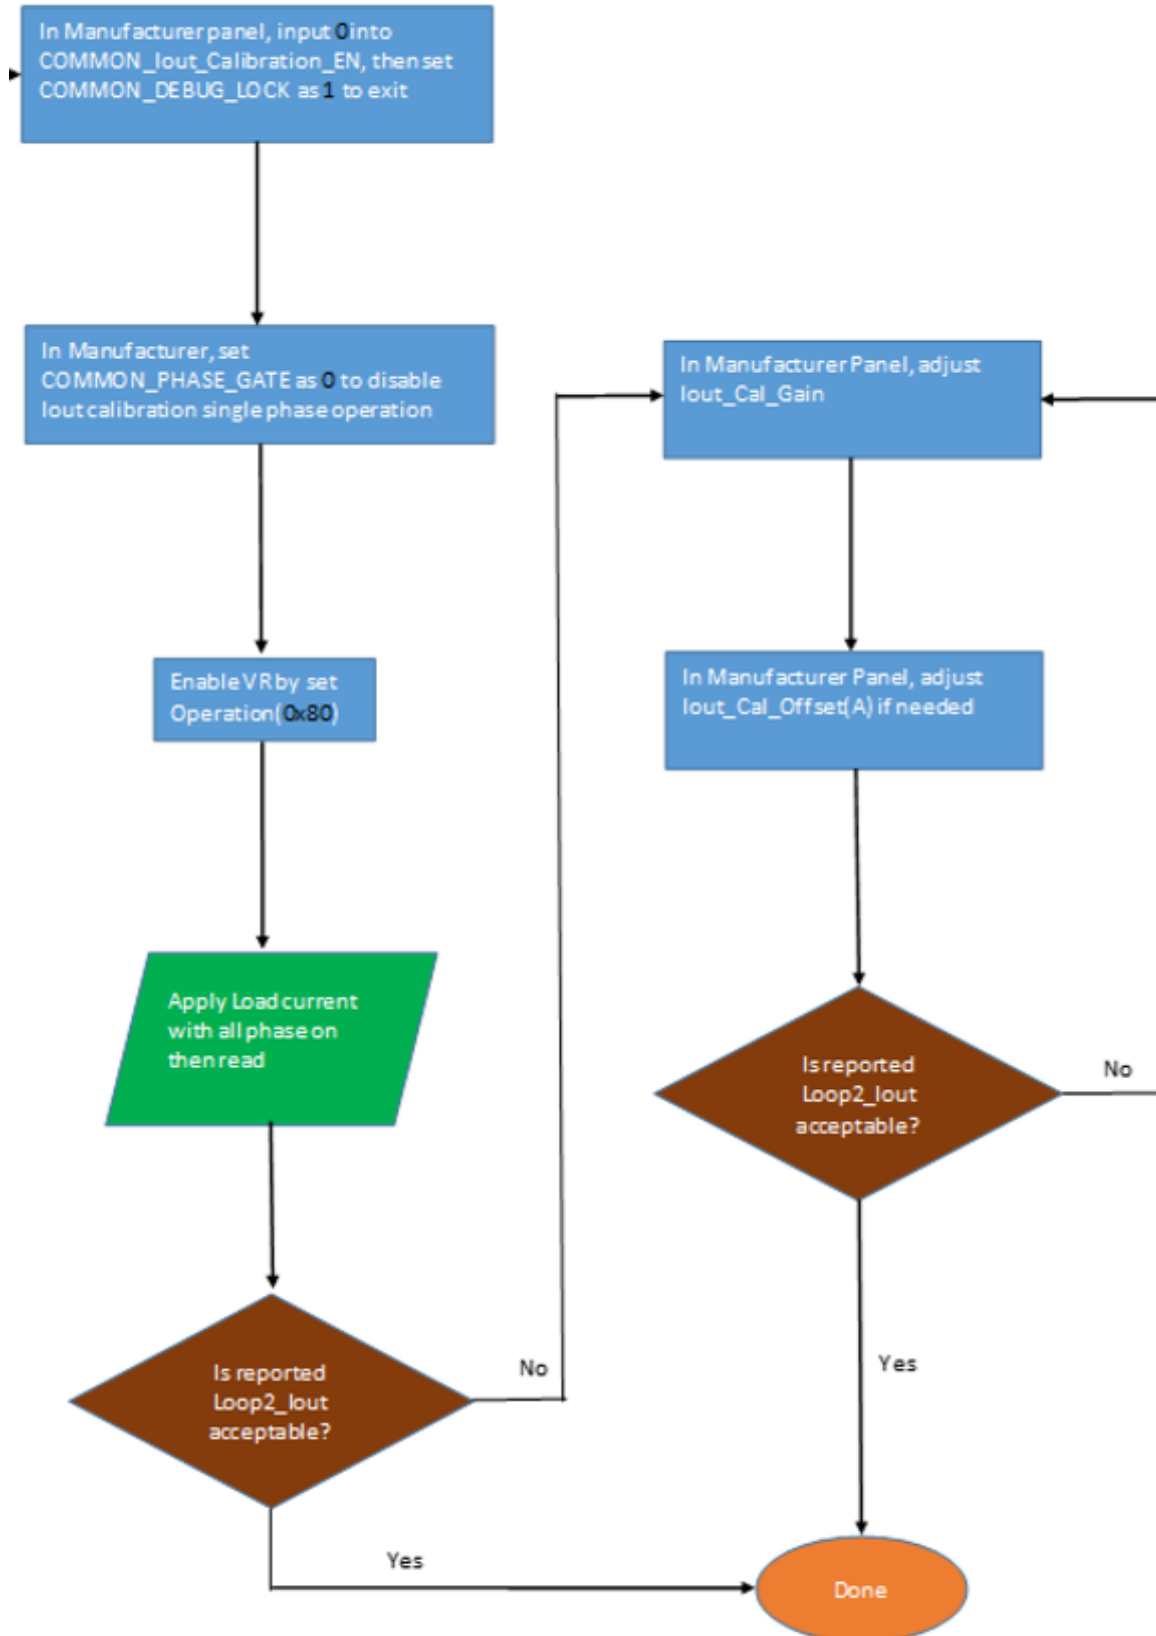 In Manufacturer panel, input 0 into
COMMON_Iout_Calibration_EN, then set
COMMON_DEBUG_LOCK as 1 to exit
In Manufacturer, set
COMMON_PHASE_GATE as 0 to disable
Iout calibration single phase operation
Enable VR by set
Operation(0x80)
Apply Load current
with all phase on
then read
Is reported
Loop2_Iout
acceptable?
No
Yes
In Manufacturer Panel, adjust
Iout_Cal_Gain
In Manufacturer Panel, adjust
Iout_Cal_Offset(A) if needed
Is reported
Loop2_Iout
acceptable?
No
Yes
Done